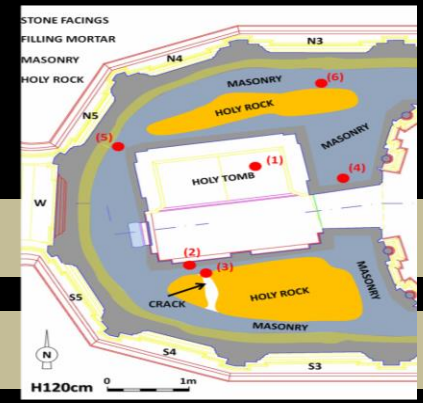 STONE FACINGS
FILLING MORTAR
MASONRY
HOLY ROCK
N3
N4
N5
MASONRY
(6)
HOLY ROCK
MASONRY
(5)
(1)
HOLY TOMB
(4)
W
(2)
(3)
CRACK
HOLY ROCK
MASONRY
MASONRY
S5
S4
S3
N
H120cm
0 1m